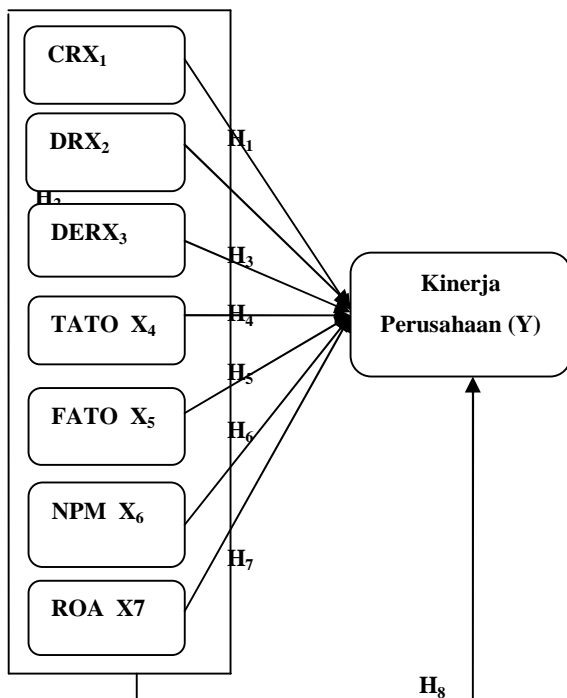 CRX₁
H₁
DRX₂
H₂
DERX₃
H₃
Kinerja
Perusahaan (Y)
TATO X₄
H₄
H₅
FATO X₅
H₆
NPM X₆
H₇
ROA X7
H₈